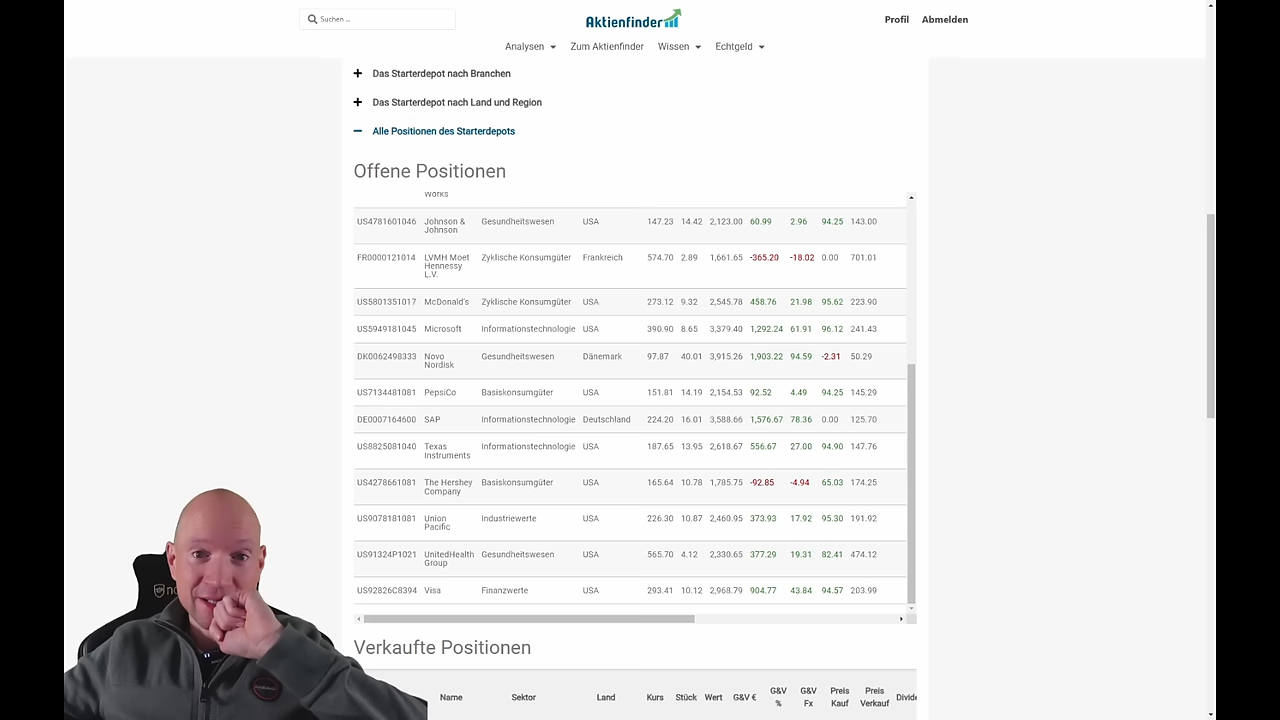 Suchen ...
Aktienfinder
Profil Abmelden
Analysen Zum Aktienfinder Wissen Echtgeld
Das Starterdepot nach Branchen
Das Starterdepot nach Land und Region
Alle Positionen des Starterdepots
Offene Positionen
Works
US4781601046 Johnson & Johnson Gesundheitswesen USA 147.23 14.42 2,123.00 60.99 2.96 94.25 143.00
FR0000121014 LVMH Moet Hennessy L.V. Zyklische Konsumgüter Frankreich 574.70 2.89 1,661.65 -365.20 -18.02 0.00 701.01
US5801351017 McDonald's Zyklische Konsumgüter USA 273.12 9.32 2,545.78 458.76 21.98 95.62 223.90
US5949181045 Microsoft Informationstechnologie USA 390.90 8.65 3,379.40 1,292.24 61.91 96.12 241.43
DK0062498333 Novo Nordisk Gesundheitswesen Dänemark 97.87 40.01 3,915.26 1,903.22 94.59 -2.31 50.29
US7134481081 PepsiCo Basiskonsumgüter USA 151.81 14.19 2,154.53 92.52 4.49 94.25 145.29
DE0007164600 SAP Informationstechnologie Deutschland 224.20 16.01 3,588.66 1,576.67 78.36 0.00 125.70
US8825081040 Texas Instruments Informationstechnologie USA 187.65 13.95 2,618.67 556.67 27.00 94.90 147.76
US4278661081 The Hershey Company Basiskonsumgüter USA 165.64 10.78 1,785.75 -92.85 -4.94 65.03 174.25
US9078181081 Union Pacific Industriewerte USA 226.30 10.87 2,460.95 373.93 17.92 95.30 191.92
US91324P1021 UnitedHealth Group Gesundheitswesen USA 565.70 4.12 2,330.65 377.29 19.31 82.41 474.12
US92826C8394 Visa Finanzwerte USA 293.41 10.12 2,968.79 904.77 43.84 94.57 203.99
Verkaufte Positionen
Name Sektor Land Kurs Stück Wert G&V € G&V % G&V Fx Preis Kauf Preis Verkauf Divide